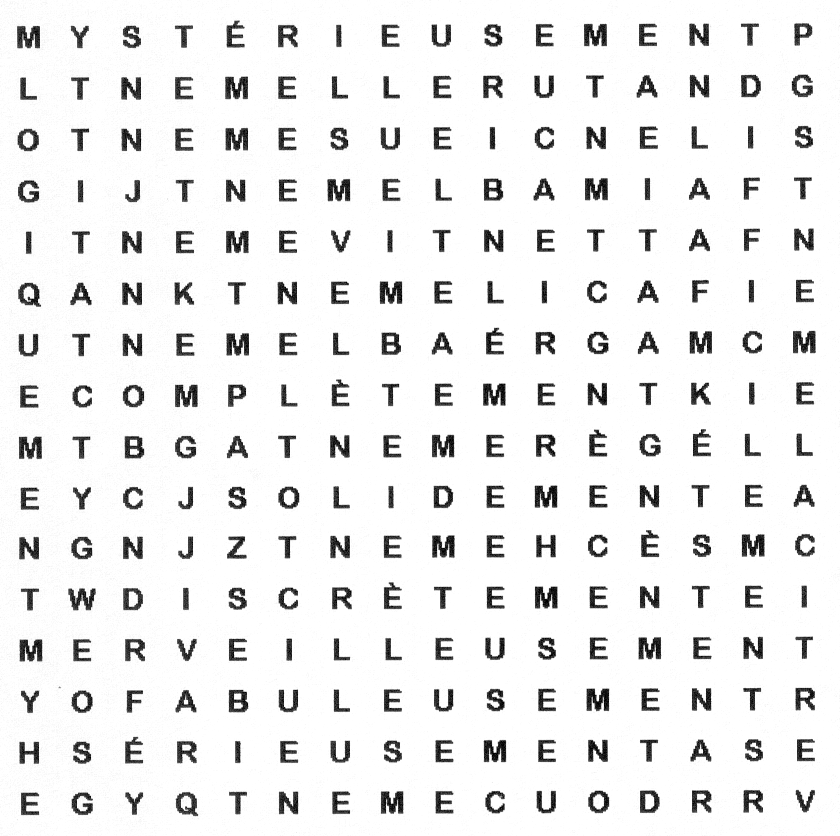 M Y S T É R I E U S E M E N T P
L T N E M E L L E R U T A N D G
O T N E M E S U E I C N E L I S
G I J T N E M E L B A M I A F T
I T N E M E V I T N E T T A F N
Q A N K T N E M E L I C A F I E
U T N E M E L B A É R G A M C M
E C O M P L È T E M E N T K I E
M T B G A T N E M E R È G É L L
E Y C J S O L I D E M E N T E A
N G N J Z T N E M E H C È S M C
T W D I S C R È T E M E N T E I
M E R V E I L L E U S E M E N T
Y O F A B U L E U S E M E N T R
H S É R I E U S E M E N T A S E
E G Y Q T N E M E C U O D R R V